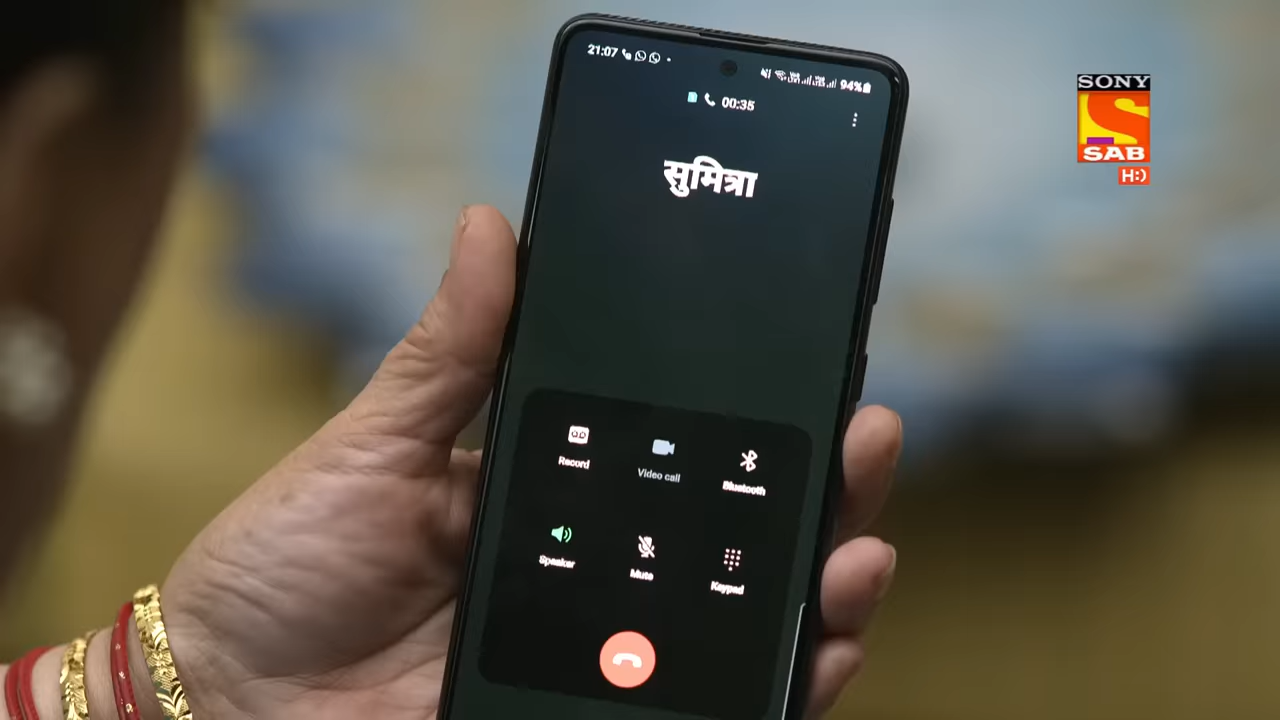 21:07
94%
00:35
सुमित्रा
SONY
S
SAB
HD
Record
Video call
Bluetooth
Speaker
Mute
Keypad